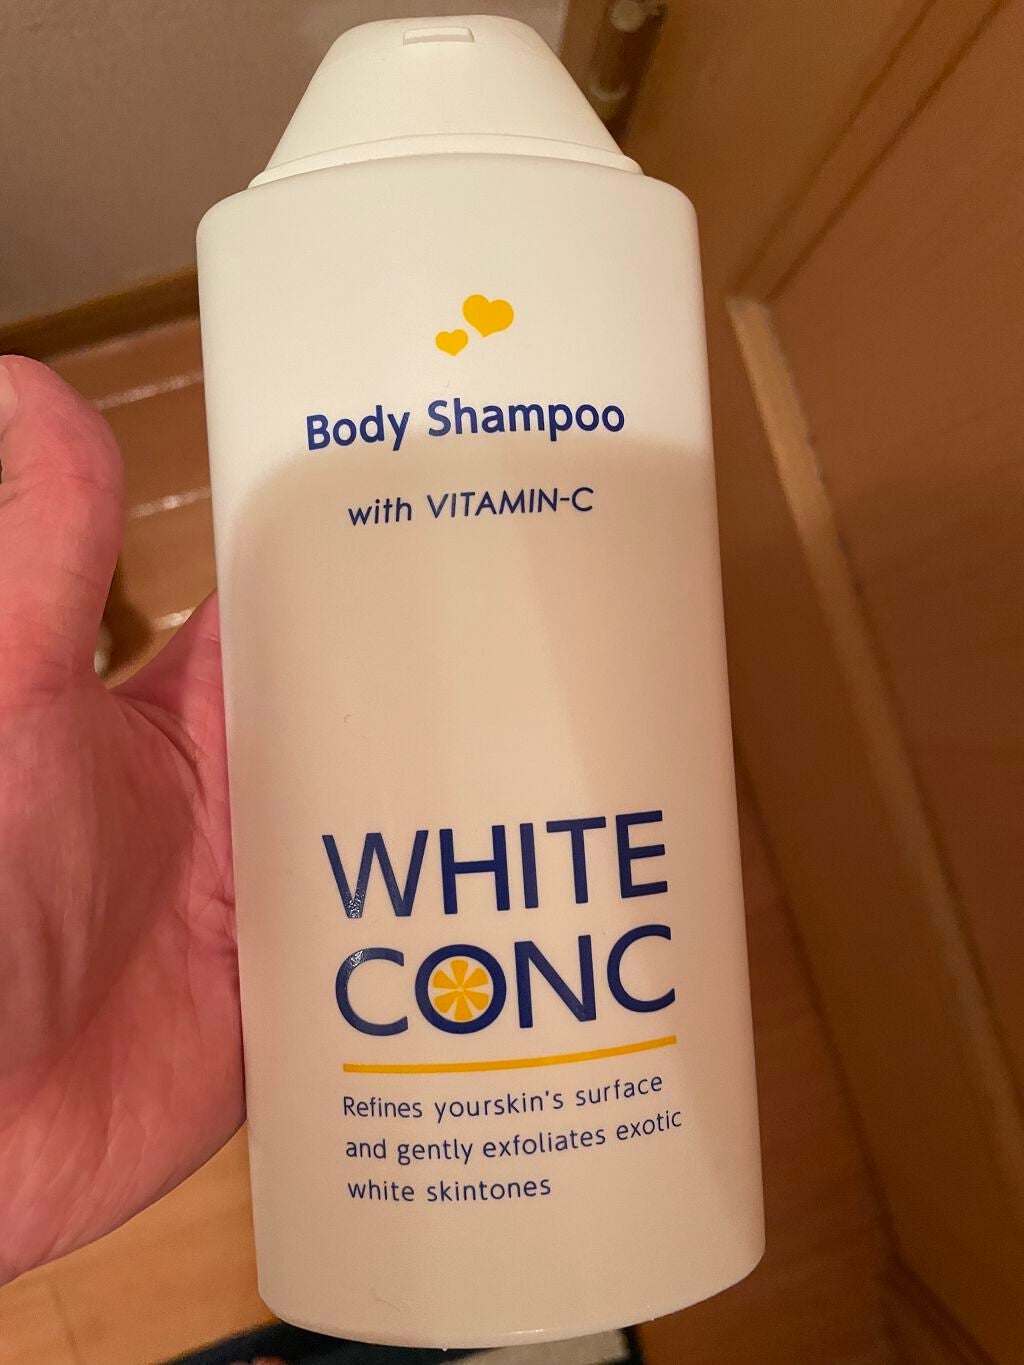 Body Shampoo
with VITAMIN-C
WHITE
CONC
Refines yourskin's surface
and gently exfoliates exotic
white skintones